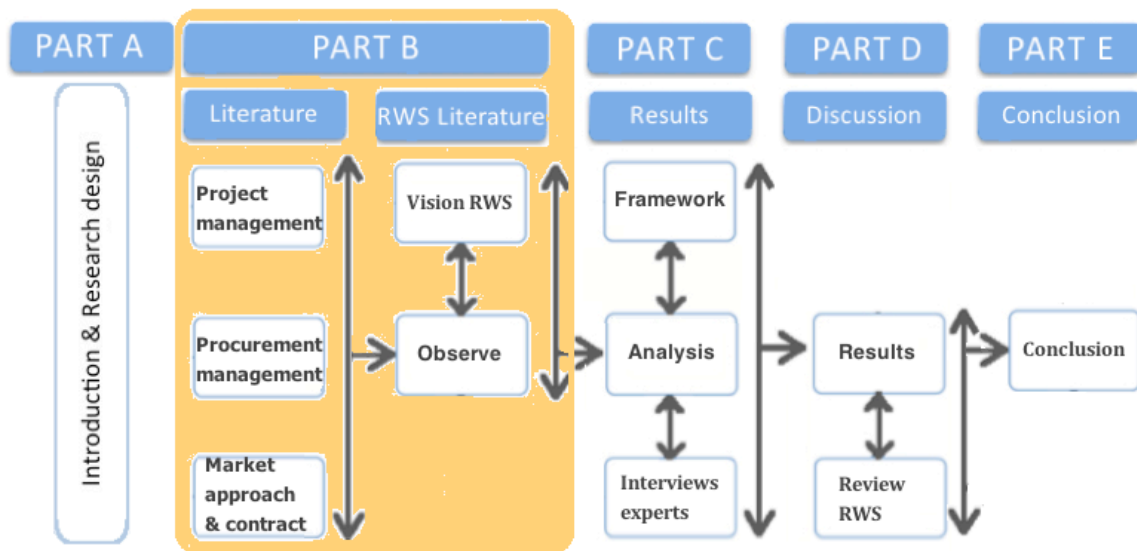 PART A
PART B
PART C
PART D
PART E
Literature
RWS Literature
Results
Discussion
Conclusion
Introduction & Research design
Project
management
Vision RWS
Framework
Procurement
management
Observe
Analysis
Results
Conclusion
Market
approach
& contract
Interviews
experts
Review
RWS